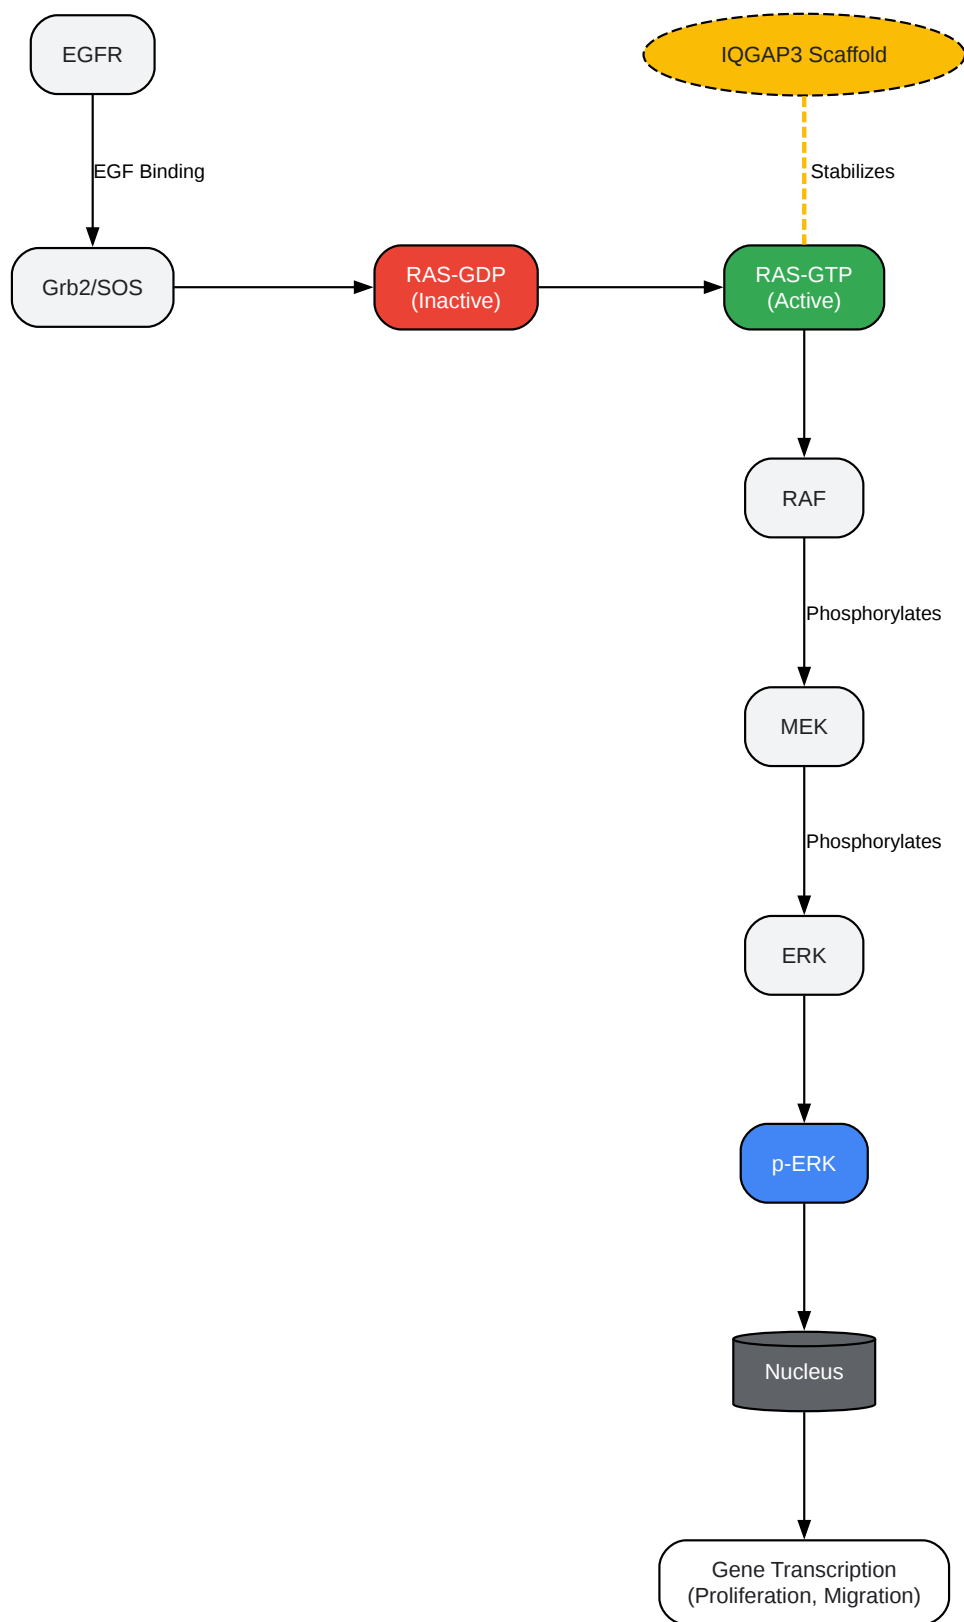 EGFR
IQGAP3 Scaffold
EGF Binding
Stabilizes
Grb2/SOS
RAS-GDP
(Inactive)
RAS-GTP
(Active)
RAF
Phosphorylates
MEK
Phosphorylates
ERK
p-ERK
Nucleus
Gene Transcription
(Proliferation, Migration)